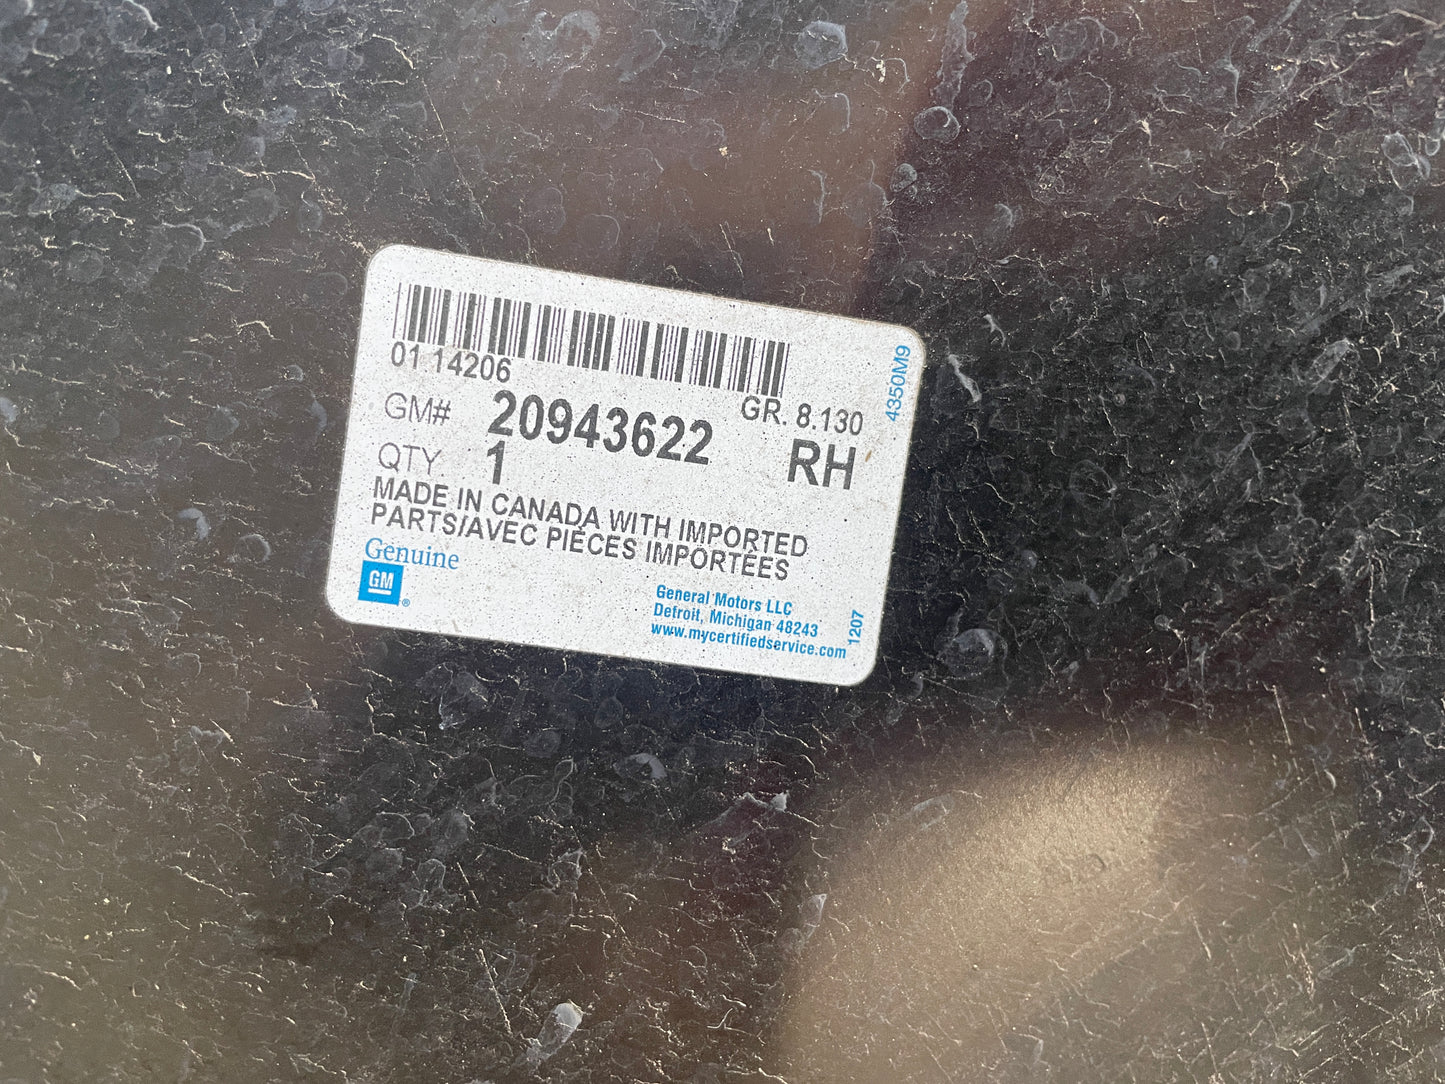 01 14206
GR. 8.130
4350M9
GM# 20943622
QTY 1 RH
MADE IN CANADA WITH IMPORTED
PARTS/AVEC PIÈCES IMPORTÉES
Genuine
GM®
General Motors LLC
Detroit, Michigan 48243
www.mycertifiedservice.com
1207